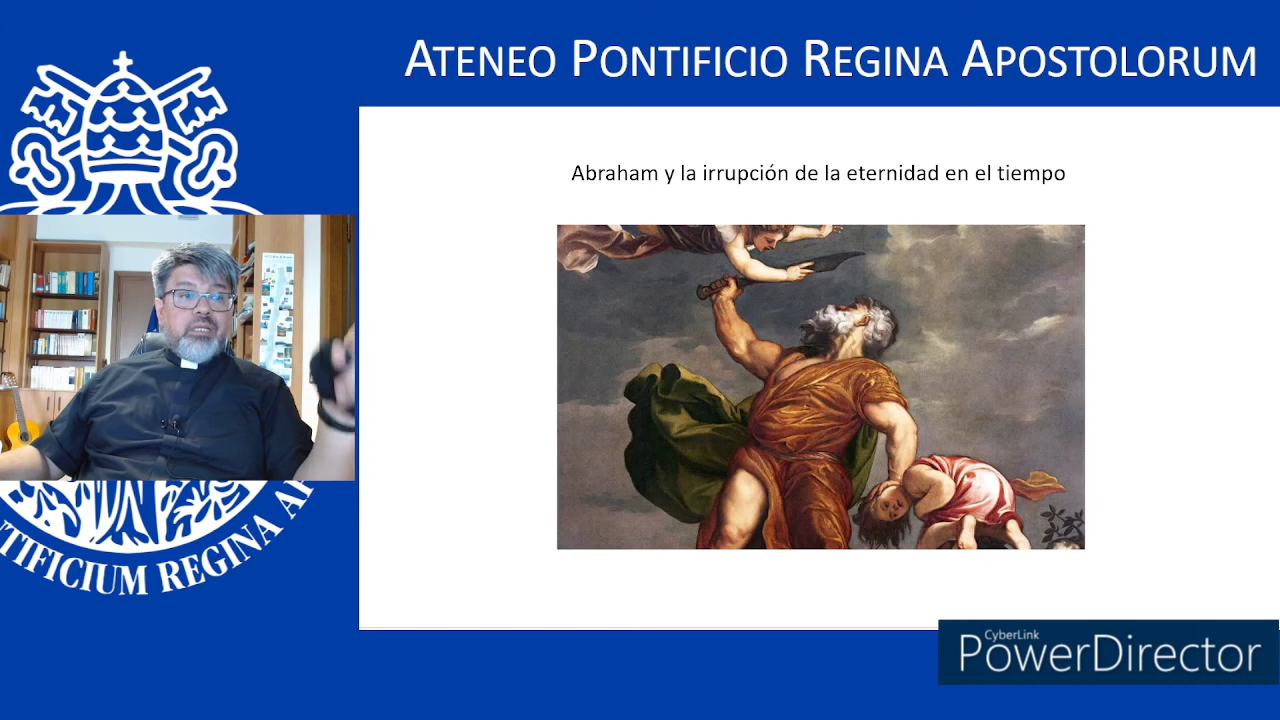 ATENEO PONTIFICIO REGINA APOSTOLORUM
Abraham y la irrupción de la eternidad en el tiempo
TIFICIUM REGINA
CyberLink
PowerDirector